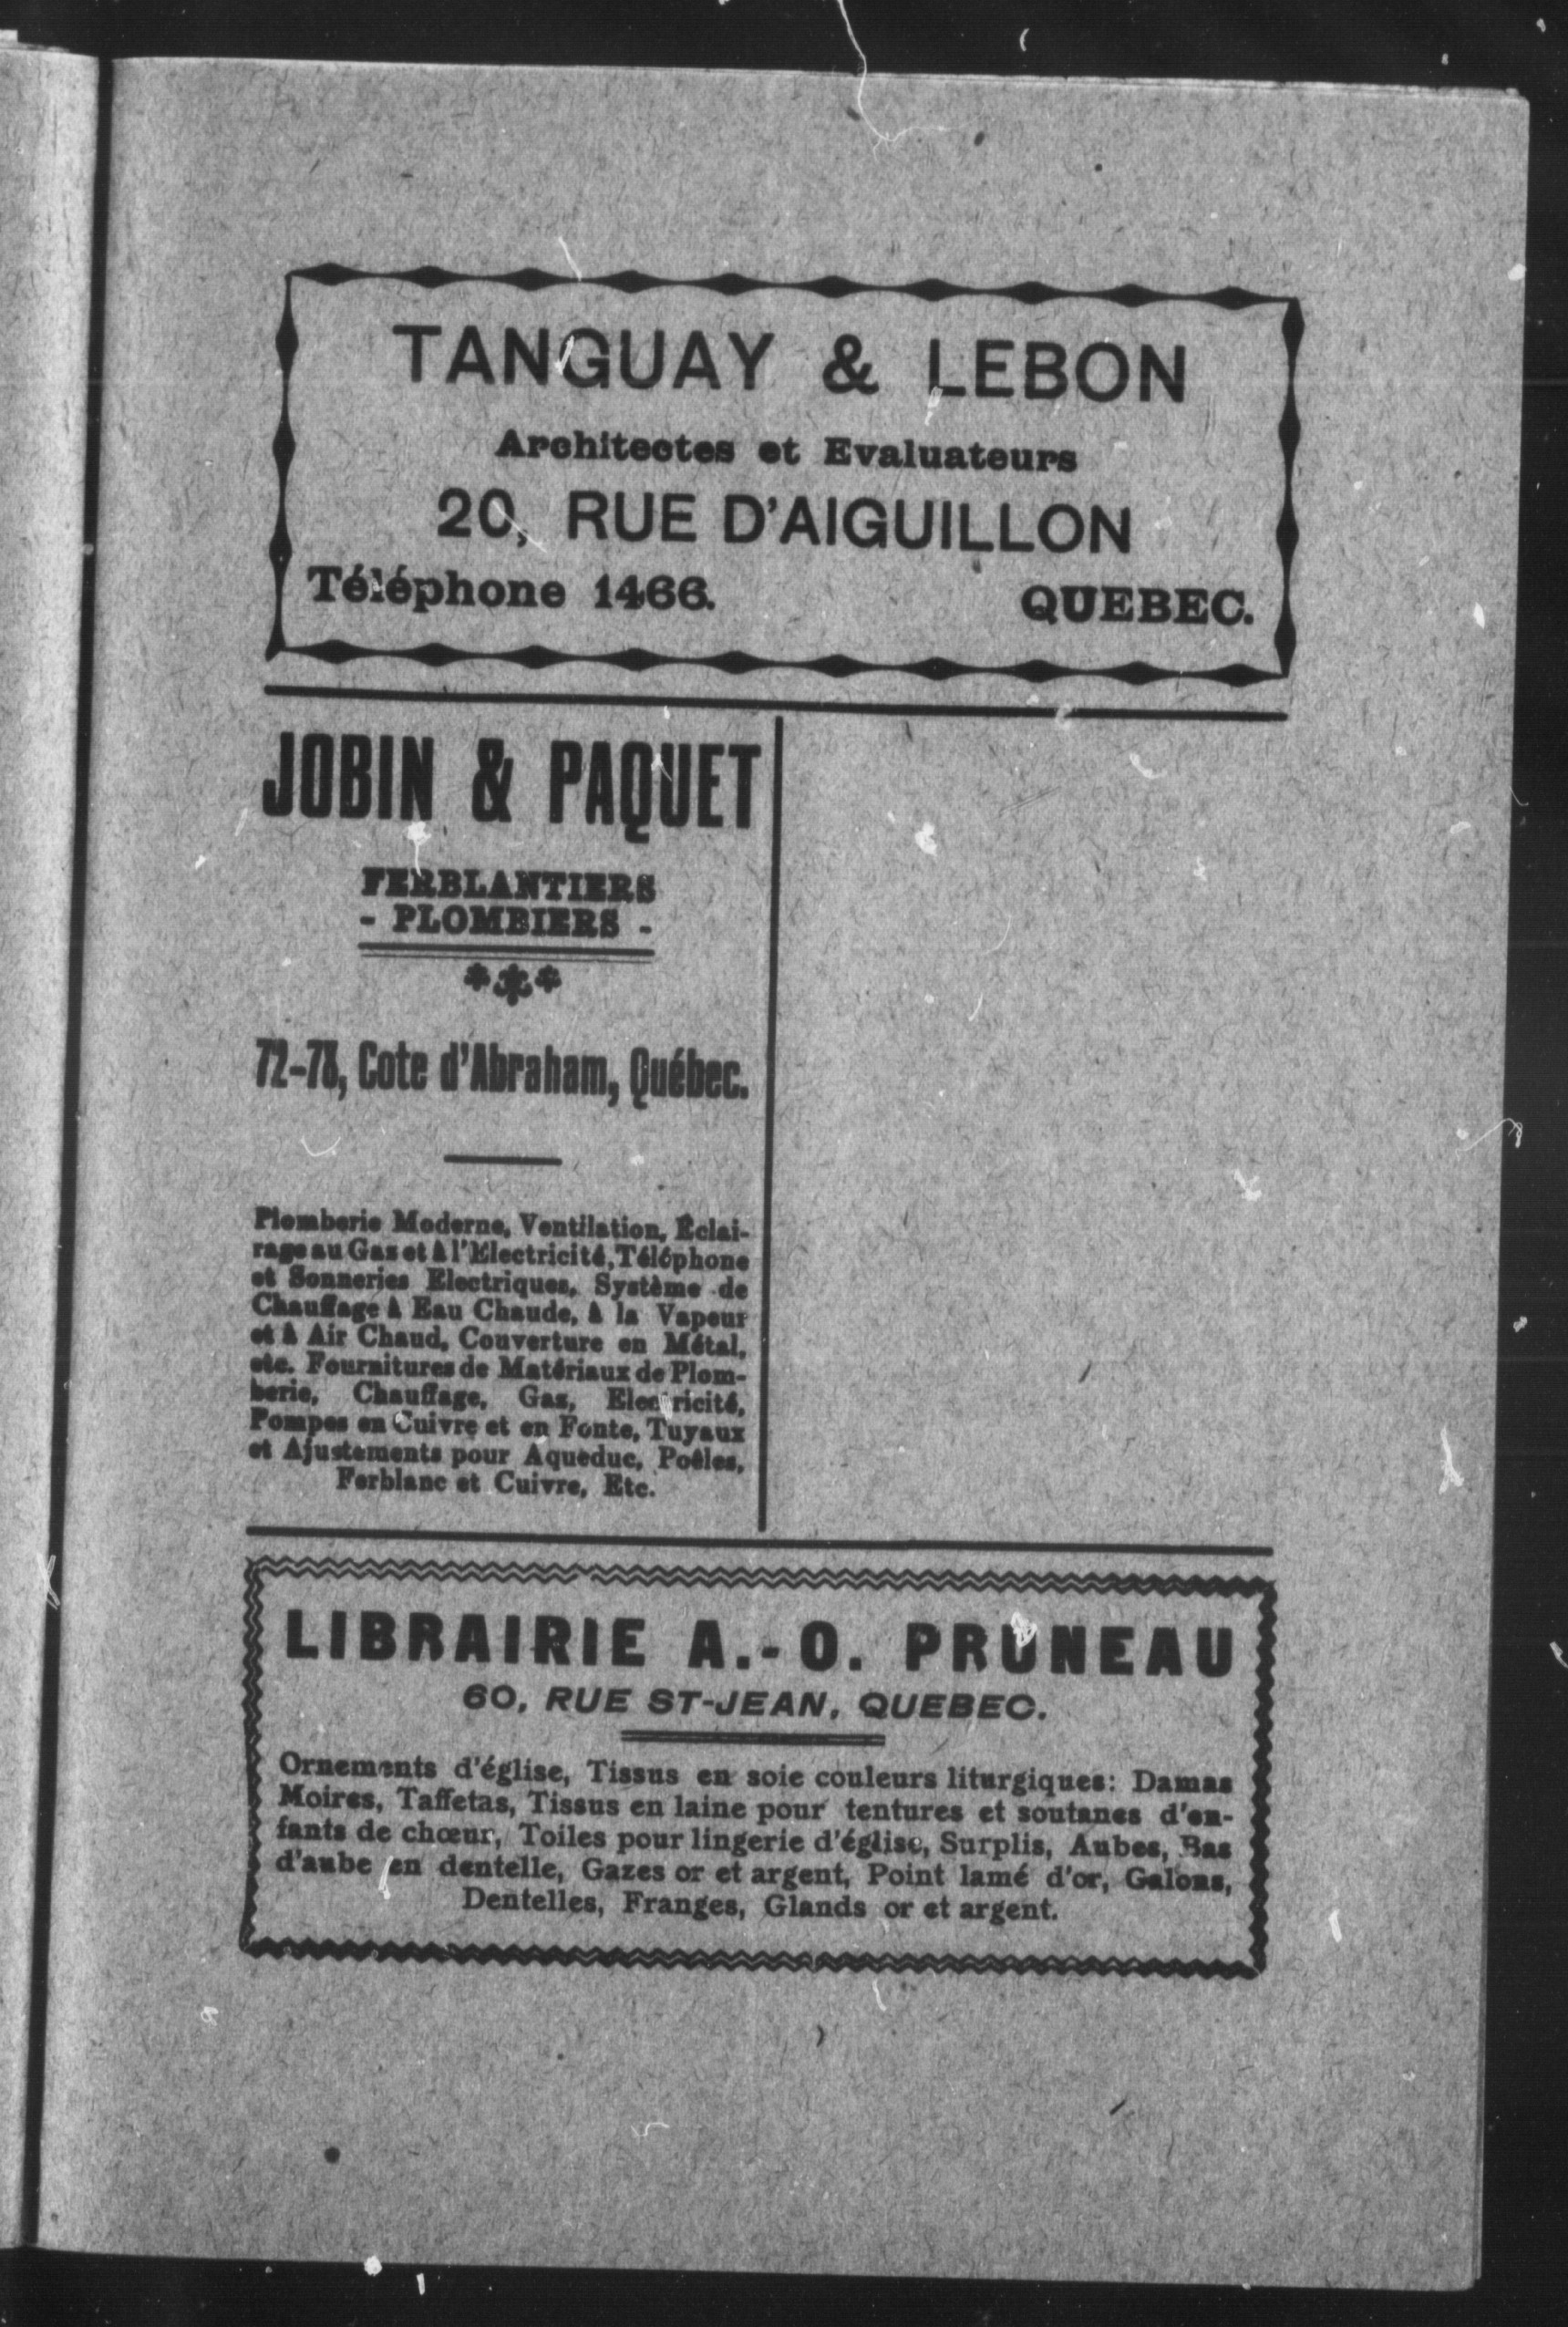 TANGUAY & LEBON
Architectes et Evaluateurs
20, RUE D'AIGUILLON
Téléphone 1466. QUEBEC.
JOBIN & PAQUET
FERBLANTIERS
- PLOMBIERS -
72-78, Cote d'Abraham, Québec.
Plomberie Moderne, Ventilation, Éclai-
rage au Gas et à l'Electricité, Téléphone
et Sonneries Electriques, Système de
Chauffage à Eau Chaude, à la Vapeur
et à Air Chaud, Couverture en Métal,
etc. Fournitures de Matériaux de Plom-
berie, Chauffage, Gas, Electricité,
Pompes en Cuivre et en Fonte, Tuyaux
et Ajustements pour Aqueduc, Poêles,
Ferblanc et Cuivre, Etc.
LIBRAIRIE A.-O. PRUNEAU
60, RUE ST-JEAN, QUEBEC.
Ornements d'église, Tissus en soie couleurs liturgiques: Damas
Moires, Taffetas, Tissus en laine pour tentures et soutanes d'en-
fants de chœur, Toiles pour lingerie d'église, Surplis, Aubes, Bas
d'aube en dentelle, Gazes or et argent, Point lamé d'or, Galons,
Dentelles, Franges, Glands or et argent.